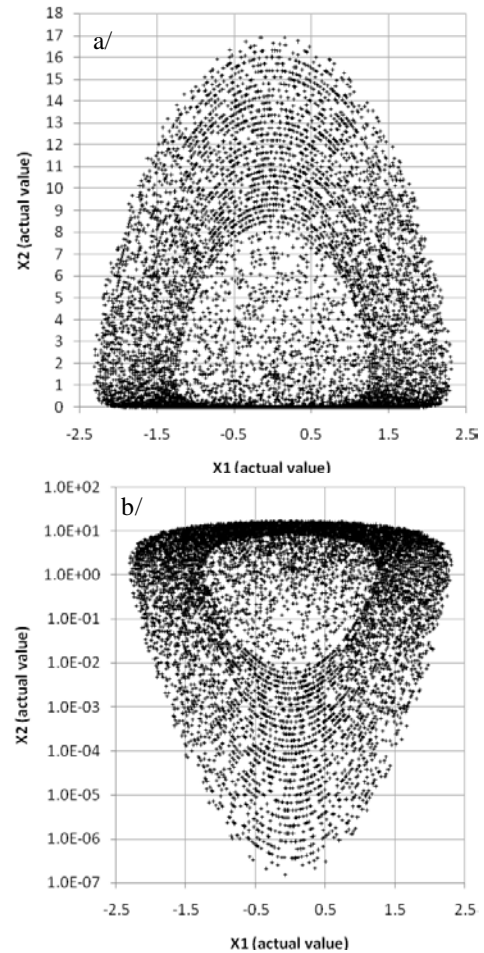 a/
18
17
16
15
14
13
12
11
10
9
8
7
6
5
4
3
2
1
0
X2 (actual value)
-2.5 -1.5 -0.5 0.5 1.5 2.5
X1 (actual value)
b/
1.0E+02
1.0E+01
1.0E+00
1.0E-01
1.0E-02
1.0E-03
1.0E-04
1.0E-05
1.0E-06
1.0E-07
X2 (actual value)
-2.5 -1.5 -0.5 0.5 1.5 2.5
X1 (actual value)